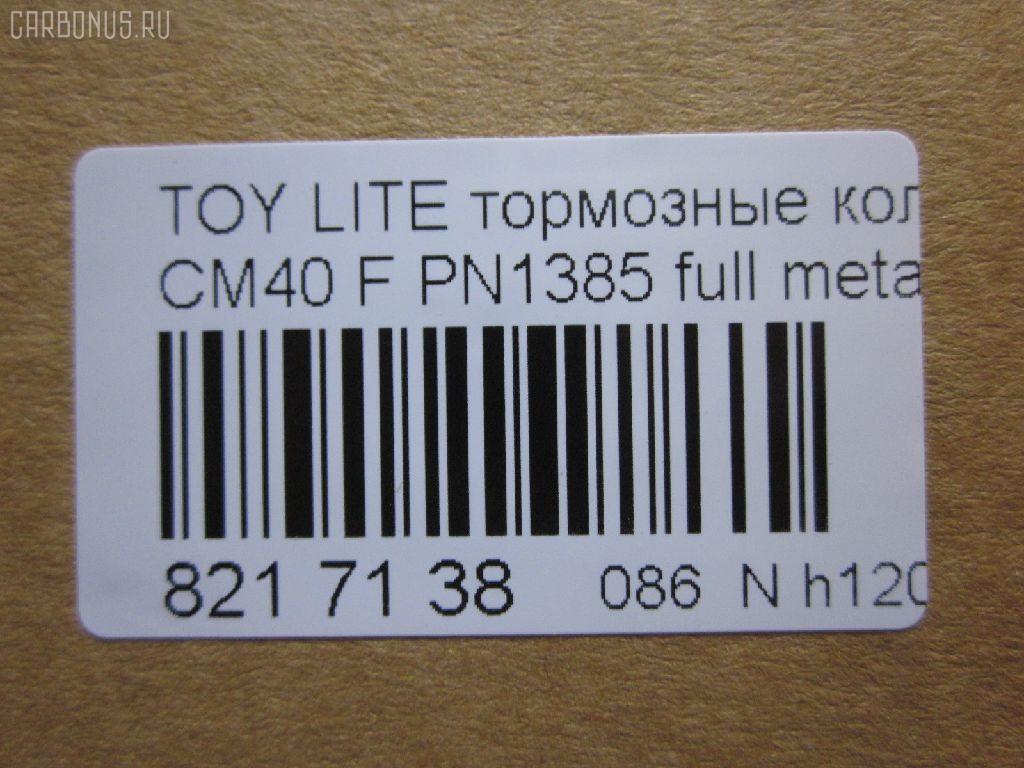 CARBONUS.RU
TOY LITE тормозные кол
CM40 F PN1385 full meta
821 71 38 086 N h120